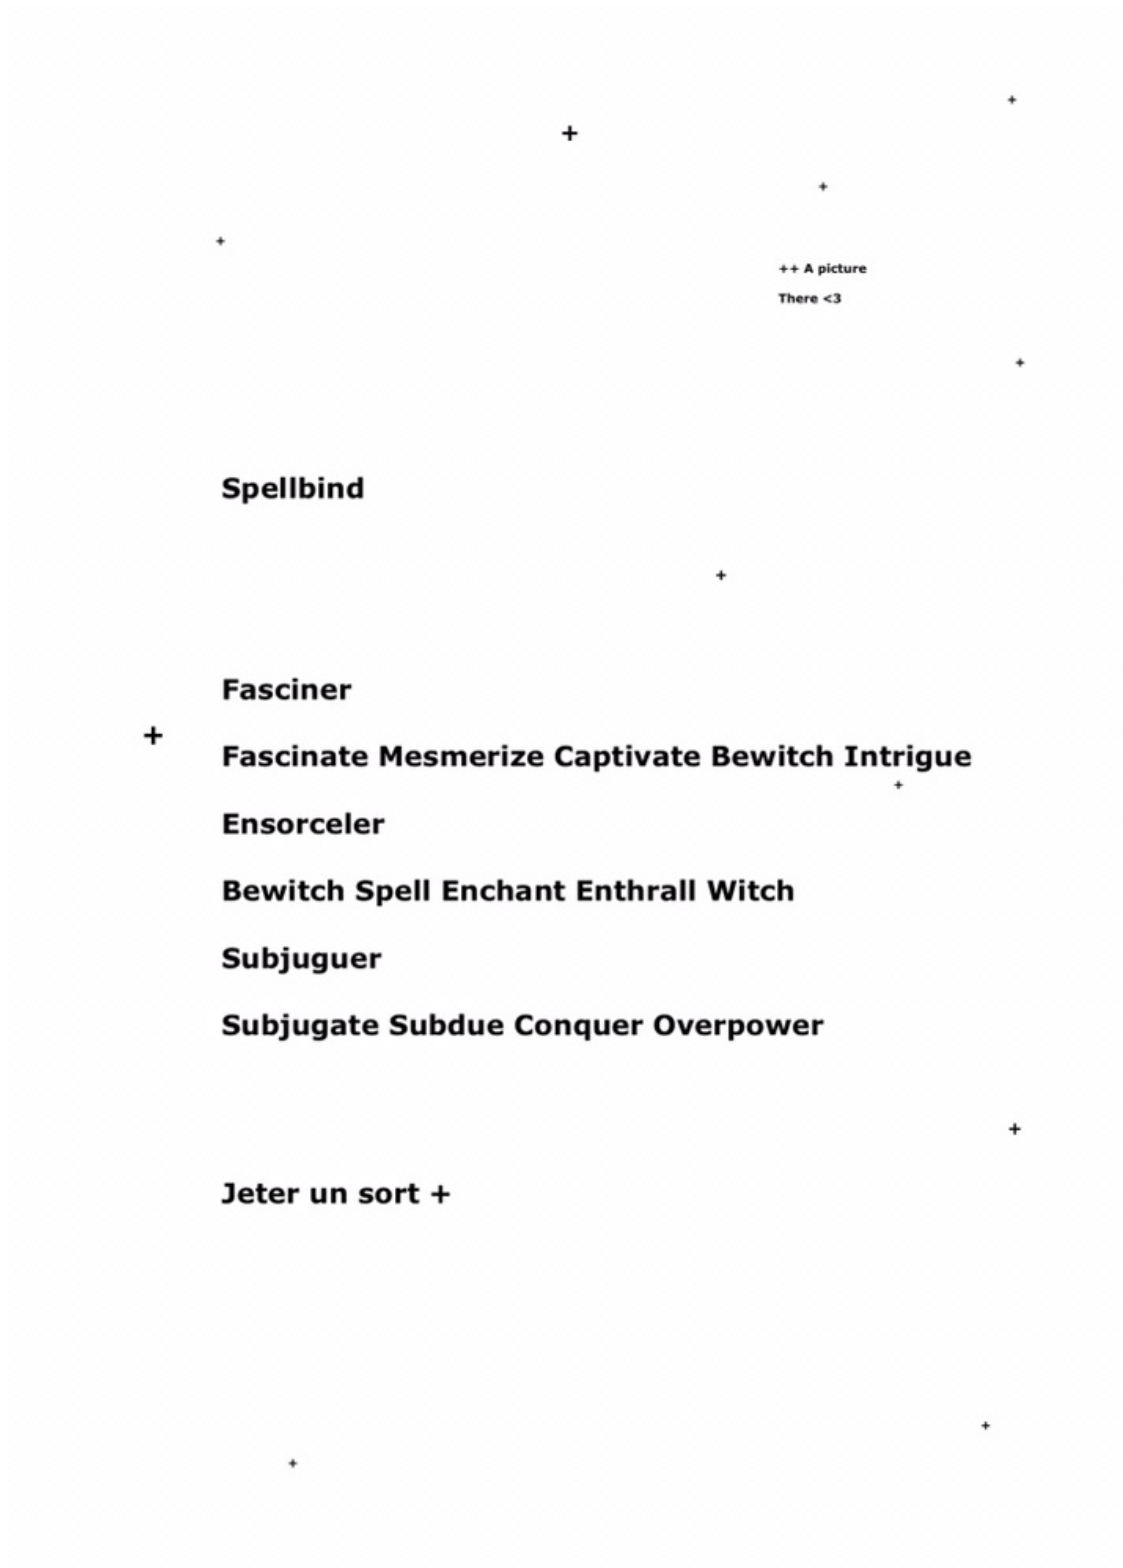 +
+
+
+
++ A picture
There <3
+
Spellbind
+
Fasciner
+
Fascinate Mesmerize Captivate Bewitch Intrigue
+
Ensorceler
Bewitch Spell Enchant Enthrall Witch
Subjuguer
Subjugate Subdue Conquer Overpower
+
Jeter un sort +
+
+